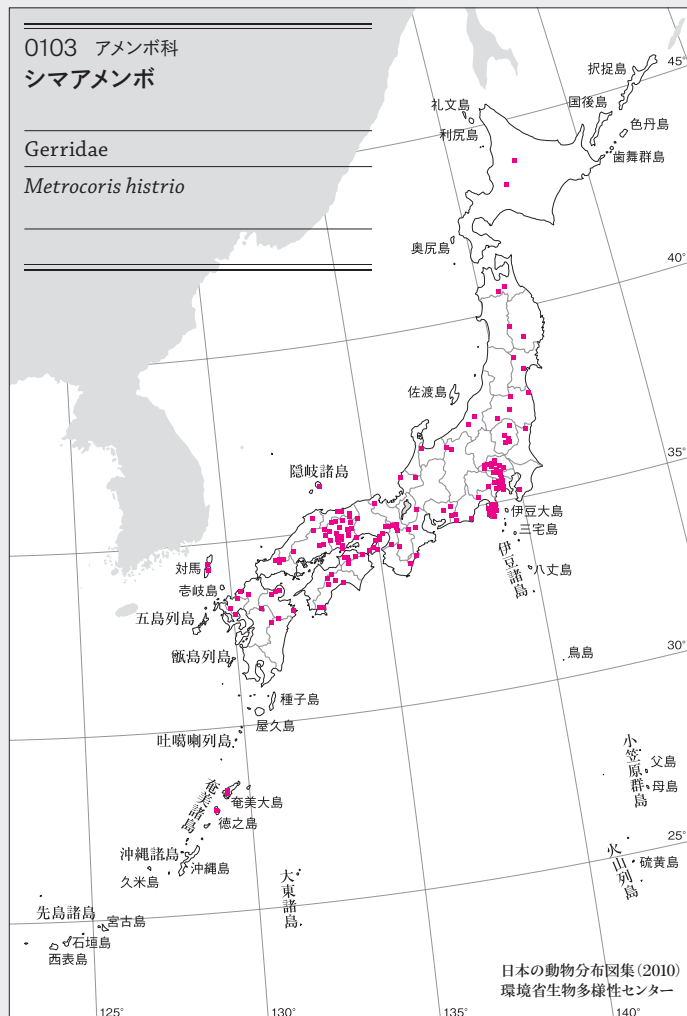 0103 アメンボ科
シマアメンボ
Gerridae
Metrocoris histrio
択捉島
45°
礼文島
国後島
利尻島
色丹島
歯舞群島
奥尻島
40°
佐渡島
35°
隠岐諸島
伊豆大島
三宅島
伊豆諸島
八丈島
対馬
壱岐島
五島列島
甑島列島
鳥島
30°
種子島
屋久島
吐噶喇列島
小笠原群島
父島
母島
奄美諸島
奄美大島
徳之島
25°
沖縄諸島
沖縄島
久米島
火山列島
硫黄島
大東諸島
先島諸島
宮古島
石垣島
西表島
日本の動物分布図集(2010)
環境省生物多様性センター
125°
130°
135°
140°